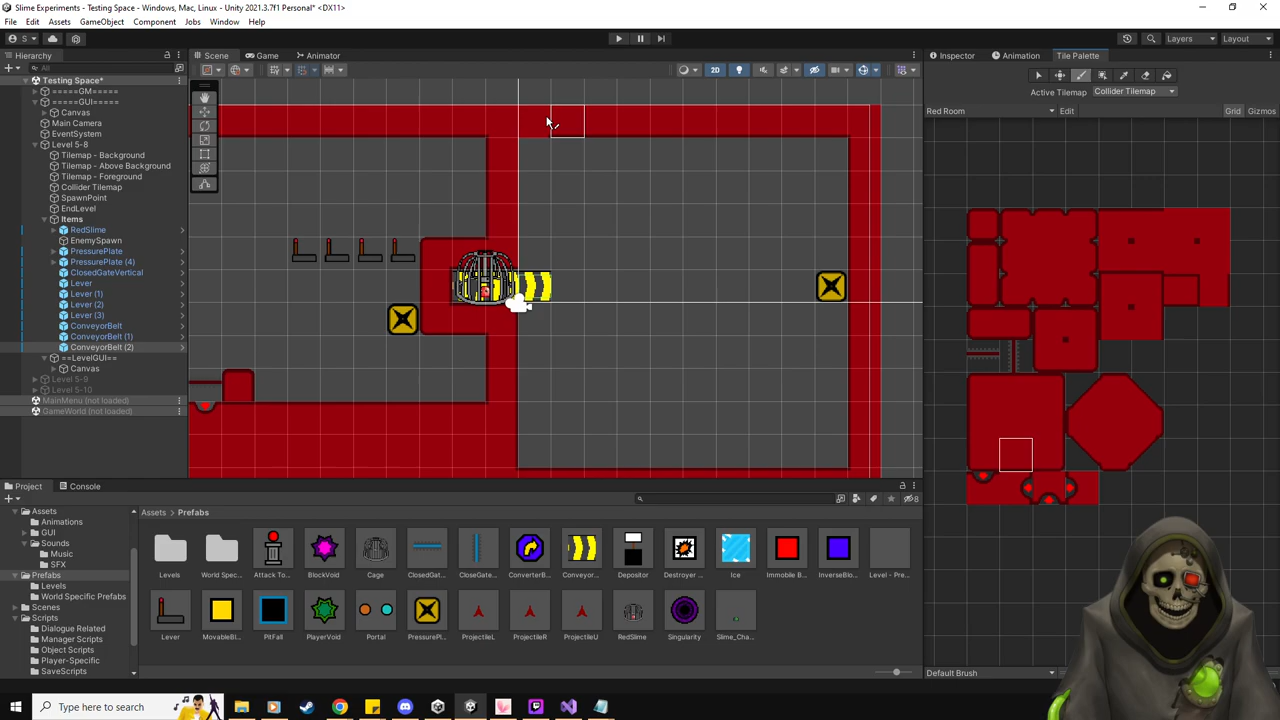 Slime Experiments - Testing Space - Windows, Mac, Linux - Unity 2021.3.7f1 Personal* <DX11>
File Edit Assets GameObject Component Jobs Window Help
S
Layers Layout
Hierarchy
All
Testing Space*
=====GM=====
=====GUI=====
Canvas
Main Camera
EventSystem
Level 5-8
Tilemap - Background
Tilemap - Above Background
Tilemap - Foreground
Collider Tilemap
SpawnPoint
EndLevel
Items
RedSlime
EnemySpawn
PressurePlate
PressurePlate (4)
ClosedGateVertical
Lever
Lever (1)
Lever (2)
Lever (3)
ConveyorBelt
ConveyorBelt (1)
ConveyorBelt (2)
==LevelGUI==
Canvas
Level 5-9
Level 5-10
MainMenu (not loaded)
GameWorld (not loaded)
Scene Game Animator
2D
Inspector Animation Tile Palette
Active Tilemap Collider Tilemap
Red Room Edit Grid Gizmos
Default Brush
Project Console
8
Assets
Animations
GUI
Sounds
Music
SFX
Prefabs
Levels
World Specific Prefabs
Scenes
Scripts
Dialogue Related
Manager Scripts
Object Scripts
Player-Specific
SaveScripts
Assets > Prefabs
Levels World Spec... Attack To... BlockVoid Cage ClosedGat... CloseGate... ConverterB... Conveyor... Depositor Destroyer ... Ice Immobile B... InverseBlo... Level - Pre...
Lever MovableBl... PitFall PlayerVoid Portal PressurePl... ProjectileL ProjectileR ProjectileU RedSlime Singularity Slime_Cha...
Type here to search